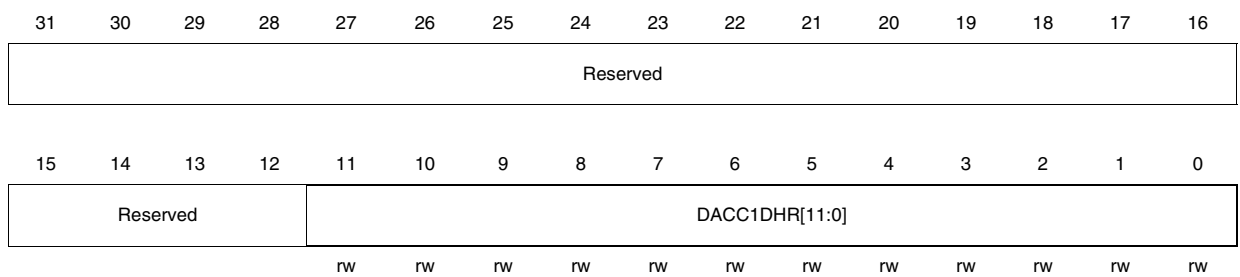 31 30 29 28 27 26 25 24 23 22 21 20 19 18 17 16
Reserved
15 14 13 12 11 10 9 8 7 6 5 4 3 2 1 0
Reserved DACC1DHR[11:0]
rw rw rw rw rw rw rw rw rw rw rw rw